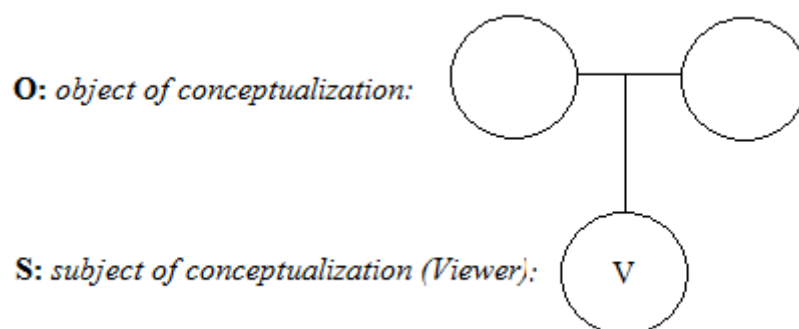 O: object of conceptualization:
S: subject of conceptualization (Viewer): V